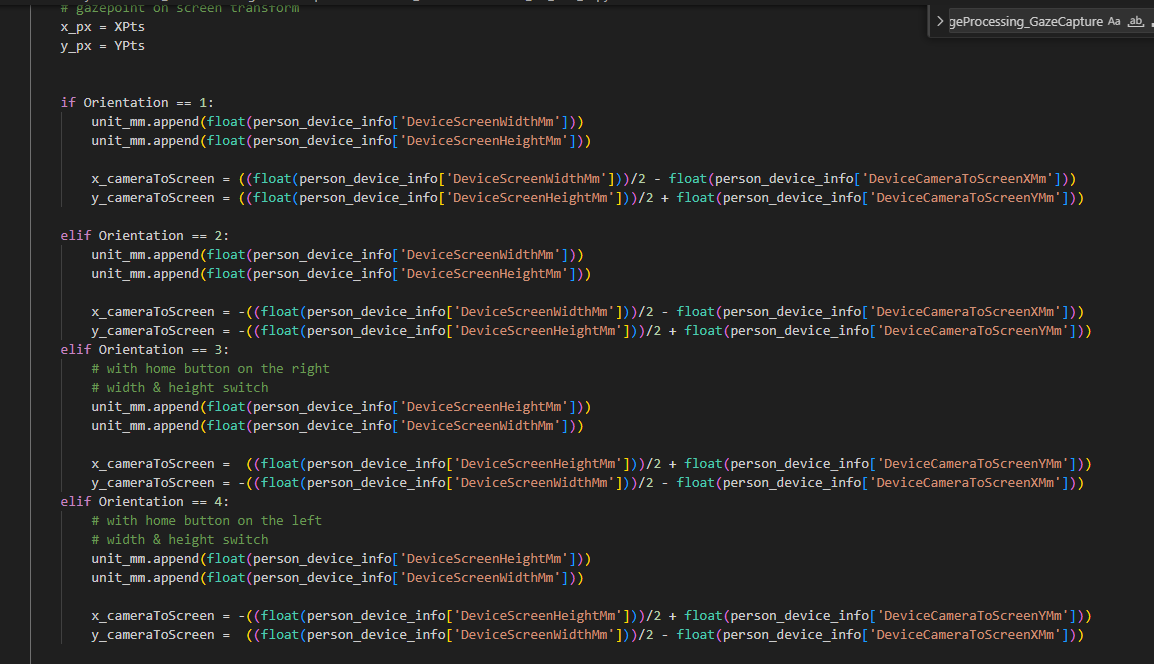 # gazepoint on screen transform
x_px = XPts
y_px = YPts
geProcessing_GazeCapture Aa ab
if Orientation == 1:
unit_mm.append(float(person_device_info['DeviceScreenWidthMm']))
unit_mm.append(float(person_device_info['DeviceScreenHeightMm']))
x_cameraToScreen = ((float(person_device_info['DeviceScreenWidthMm']))/2 - float(person_device_info['DeviceCameraToScreenXMm']))
y_cameraToScreen = ((float(person_device_info['DeviceScreenHeightMm']))/2 + float(person_device_info['DeviceCameraToScreenYMm']))
elif Orientation == 2:
unit_mm.append(float(person_device_info['DeviceScreenWidthMm']))
unit_mm.append(float(person_device_info['DeviceScreenHeightMm']))
x_cameraToScreen = -((float(person_device_info['DeviceScreenWidthMm']))/2 - float(person_device_info['DeviceCameraToScreenXMm']))
y_cameraToScreen = -((float(person_device_info['DeviceScreenHeightMm']))/2 + float(person_device_info['DeviceCameraToScreenYMm']))
elif Orientation == 3:
# with home button on the right
# width & height switch
unit_mm.append(float(person_device_info['DeviceScreenHeightMm']))
unit_mm.append(float(person_device_info['DeviceScreenWidthMm']))
x_cameraToScreen =  ((float(person_device_info['DeviceScreenHeightMm']))/2 + float(person_device_info['DeviceCameraToScreenYMm']))
y_cameraToScreen = -((float(person_device_info['DeviceScreenWidthMm']))/2 - float(person_device_info['DeviceCameraToScreenXMm']))
elif Orientation == 4:
# with home button on the left
# width & height switch
unit_mm.append(float(person_device_info['DeviceScreenHeightMm']))
unit_mm.append(float(person_device_info['DeviceScreenWidthMm']))
x_cameraToScreen = -((float(person_device_info['DeviceScreenHeightMm']))/2 + float(person_device_info['DeviceCameraToScreenYMm']))
y_cameraToScreen =  ((float(person_device_info['DeviceScreenWidthMm']))/2 - float(person_device_info['DeviceCameraToScreenXMm']))